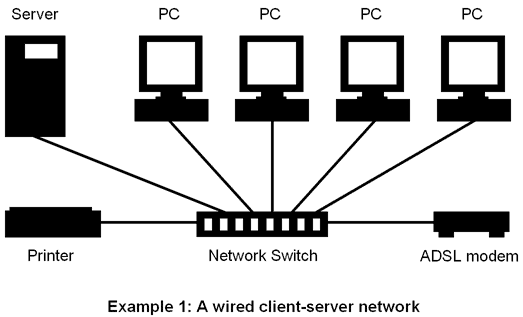 Server
PC
PC
PC
PC
Printer
Network Switch
ADSL modem
Example 1: A wired client-server network